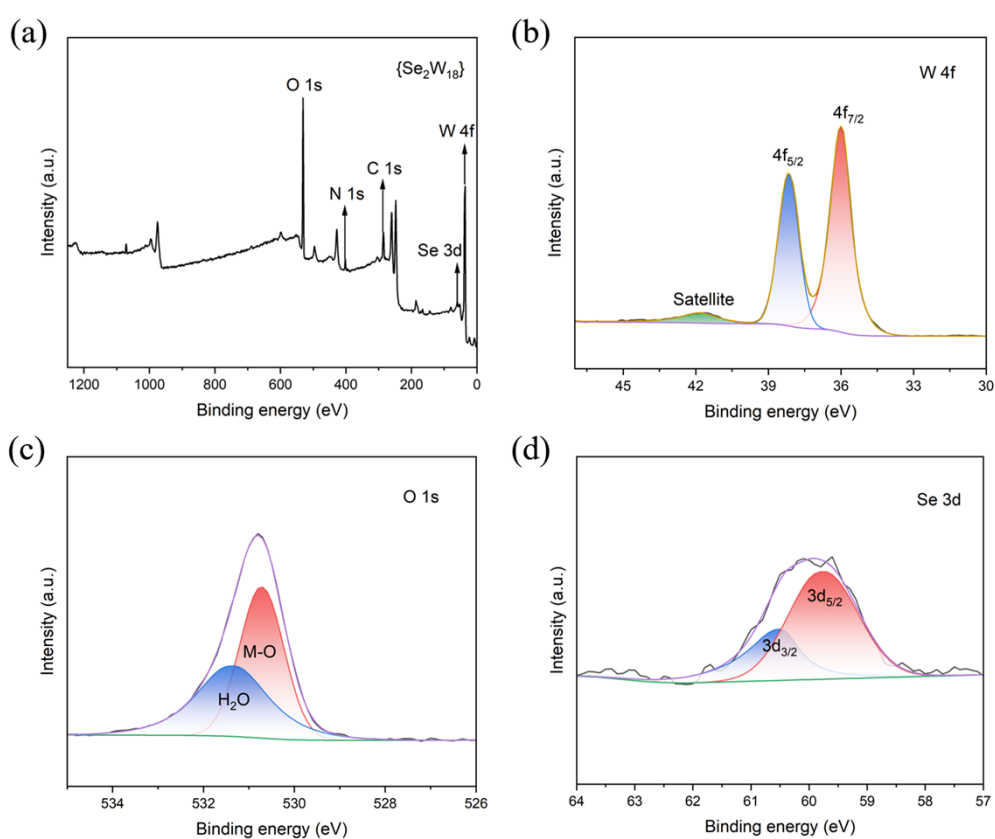 (a)
{Se₂W₁₈}
O 1s
W 4f
C 1s
N 1s
Se 3d
Intensity (a.u.)
1200 1000 800 600 400 200 0
Binding energy (eV)
(b)
W 4f
4f₇/₂
4f₅/₂
Satellite
Intensity (a.u.)
45 42 39 36 33 30
Binding energy (eV)
(c)
O 1s
M-O
H₂O
Intensity (a.u.)
534 532 530 528 526
Binding energy (eV)
(d)
Se 3d
3d₅/₂
3d₃/₂
Intensity (a.u.)
64 63 62 61 60 59 58 57
Binding energy (eV)